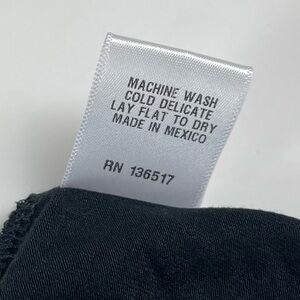 MACHINE WASH
COLD DELICATE
LAY FLAT TO DRY
MADE IN MEXICO
RN 136517